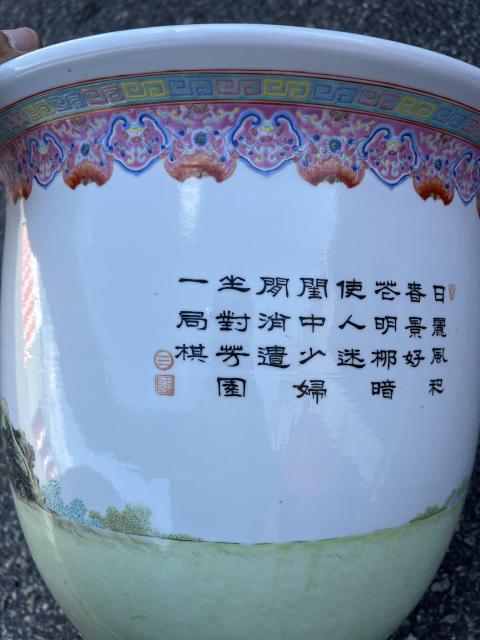 日麗風和
春景好
花明柳暗
使人迷
閨中少婦
閒消遣
坐對芳園
一局棋